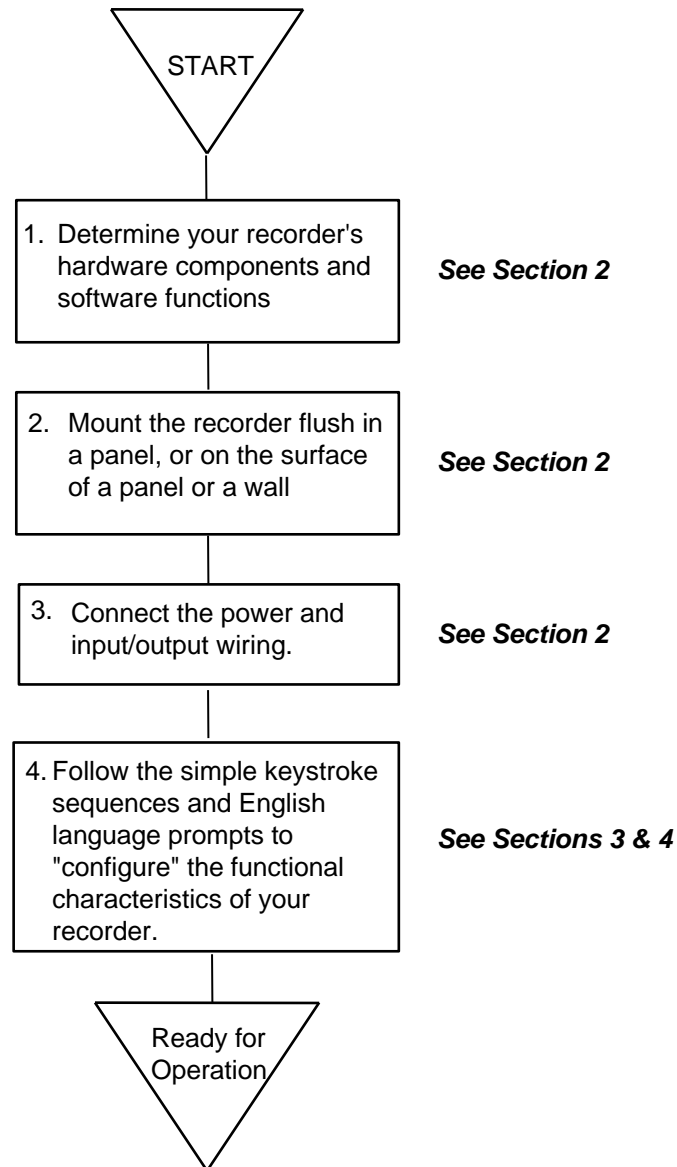 START
1. Determine your recorder's
hardware components and
software functions
See Section 2
2. Mount the recorder flush in
a panel, or on the surface
of a panel or a wall
See Section 2
3. Connect the power and
input/output wiring.
See Section 2
4. Follow the simple keystroke
sequences and English
language prompts to
"configure" the functional
characteristics of your
recorder.
See Sections 3 & 4
Ready for
Operation